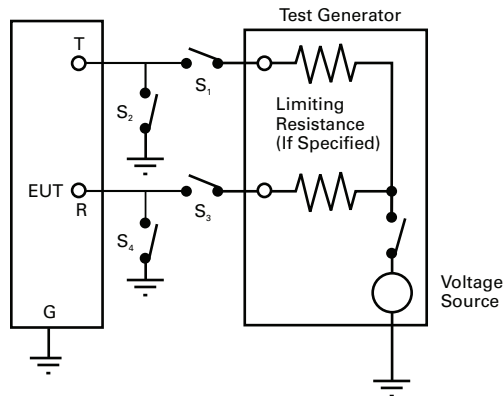 Test Generator
T
S₁
S₂
Limiting
Resistance
(If Specified)
EUT
R
S₃
S₄
Voltage
Source
G